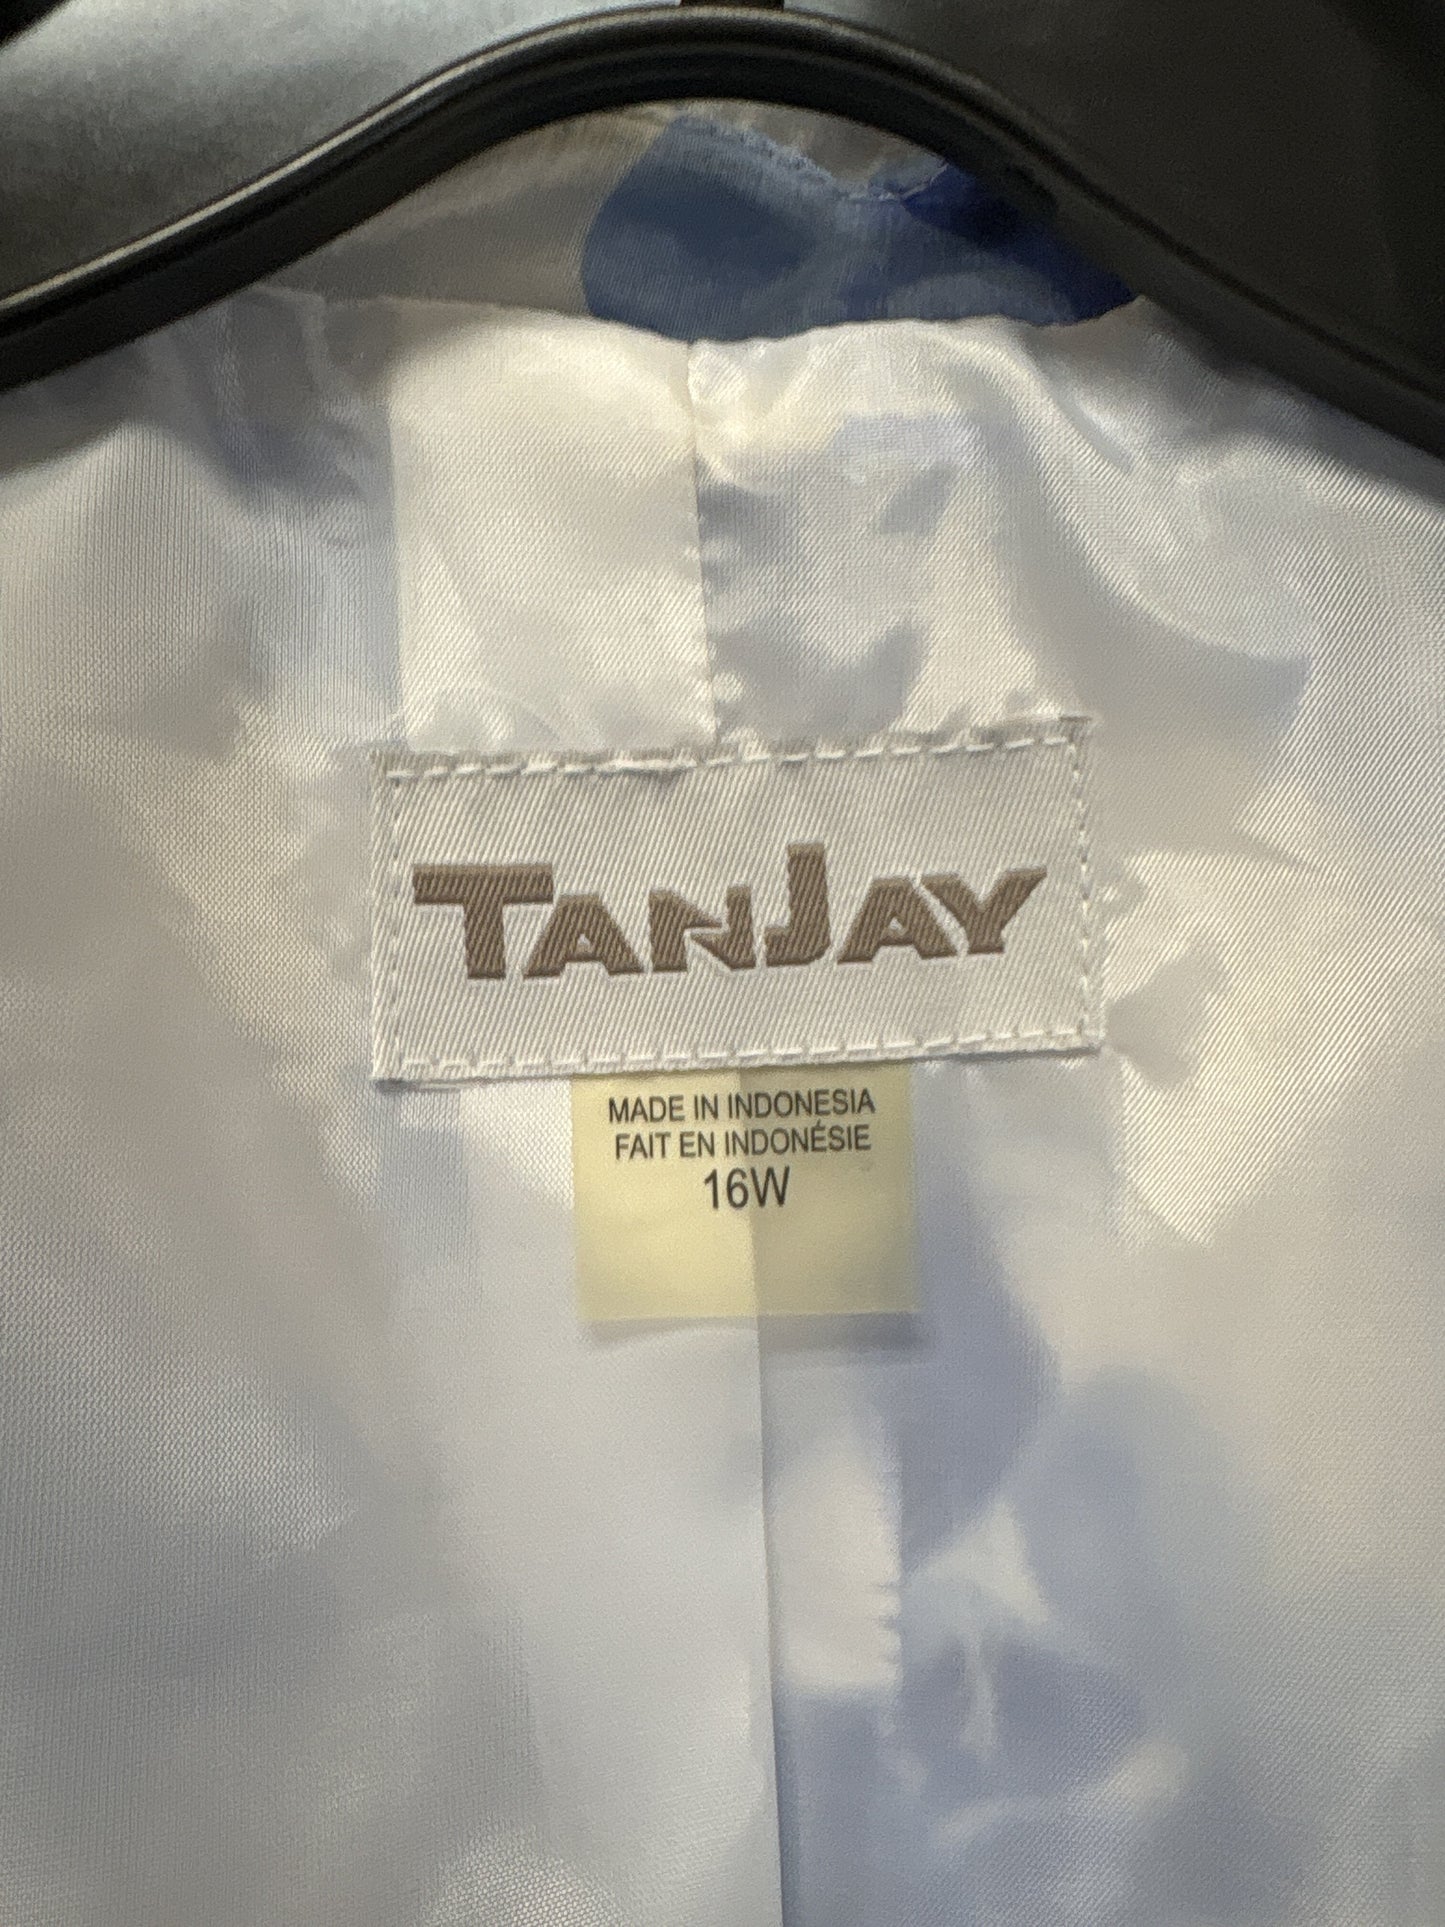 TANJAY
MADE IN INDONESIA
FAIT EN INDONÉSIE
16W